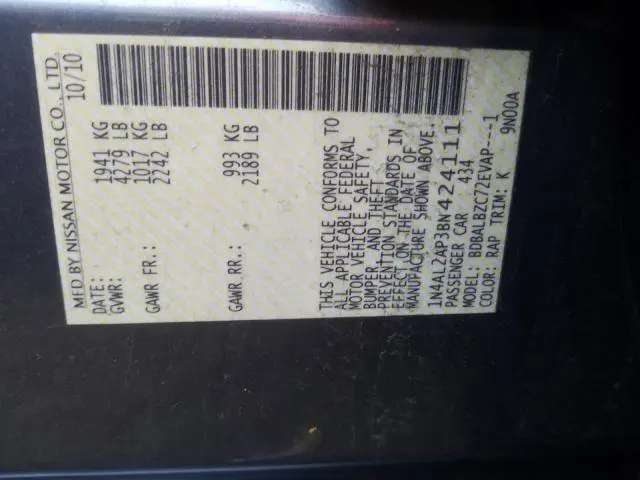 MFD BY NISSAN MOTOR CO., LTD.
DATE: 10/10
GVWR: 1941 KG
4279 LB
GAWR FR.: 1017 KG
2242 LB
GAWR RR.: 993 KG
2189 LB
THIS VEHICLE CONFORMS TO
ALL APPLICABLE FEDERAL
MOTOR VEHICLE SAFETY,
BUMPER, AND THEFT
PREVENTION STANDARDS IN
EFFECT ON THE DATE OF
MANUFACTURE SHOWN ABOVE.
1N4AL2AP3BN424111
PASSENGER CAR 434
MODEL: BDBALBZC72EVAP---1
COLOR: RAP TRIM: K 9N00A